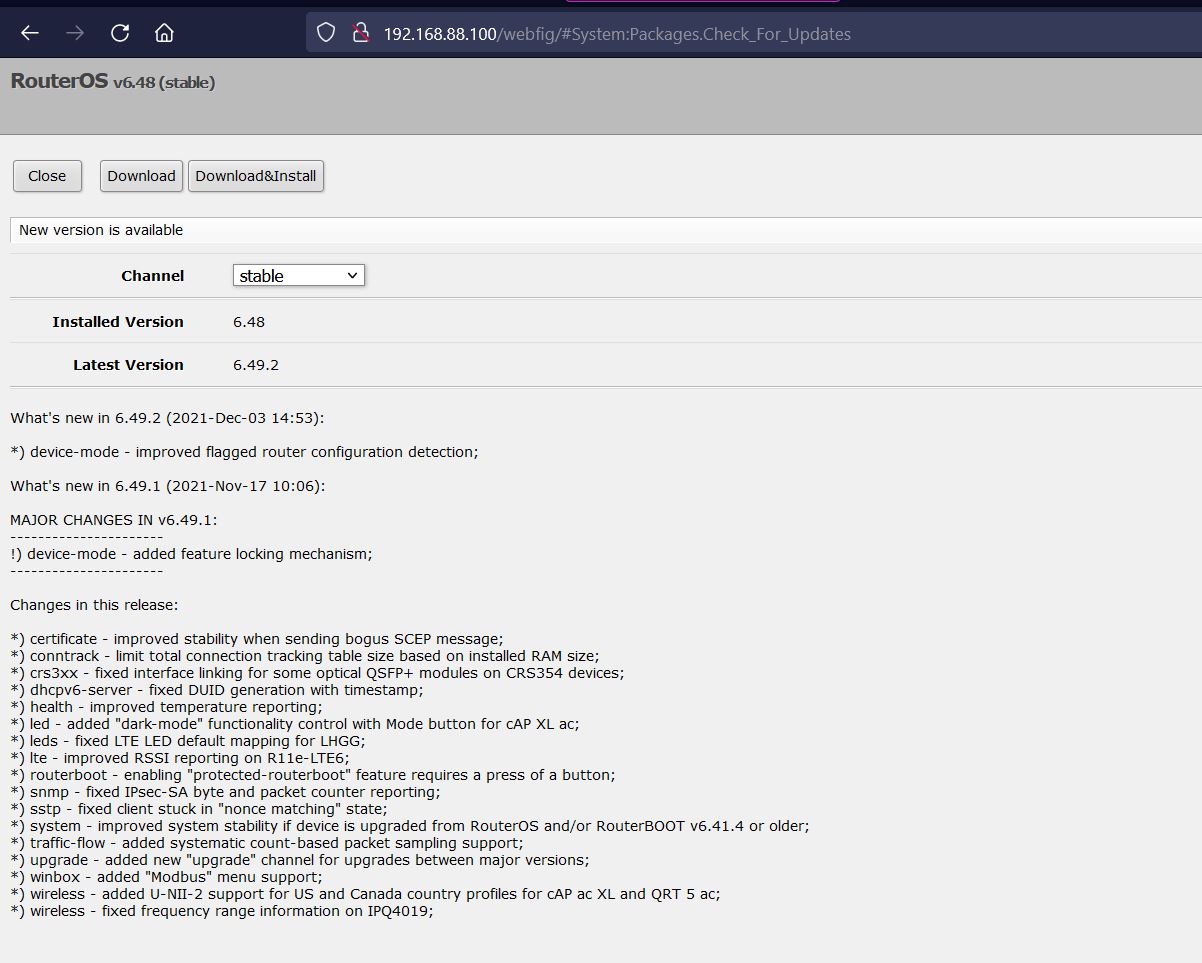 192.168.88.100/webfig/#System:Packages.Check_For_Updates
RouterOS v6.48 (stable)
Close Download Download&Install
New version is available
Channel stable
Installed Version 6.48
Latest Version 6.49.2
What's new in 6.49.2 (2021-Dec-03 14:53):
*) device-mode - improved flagged router configuration detection;
What's new in 6.49.1 (2021-Nov-17 10:06):
MAJOR CHANGES IN v6.49.1:
----------------------
!) device-mode - added feature locking mechanism;
----------------------
Changes in this release:
*) certificate - improved stability when sending bogus SCEP message;
*) conntrack - limit total connection tracking table size based on installed RAM size;
*) crs3xx - fixed interface linking for some optical QSFP+ modules on CRS354 devices;
*) dhcpv6-server - fixed DUID generation with timestamp;
*) health - improved temperature reporting;
*) led - added "dark-mode" functionality control with Mode button for cAP XL ac;
*) leds - fixed LTE LED default mapping for LHGG;
*) lte - improved RSSI reporting on R11e-LTE6;
*) routerboot - enabling "protected-routerboot" feature requires a press of a button;
*) snmp - fixed IPsec-SA byte and packet counter reporting;
*) sstp - fixed client stuck in "nonce matching" state;
*) system - improved system stability if device is upgraded from RouterOS and/or RouterBOOT v6.41.4 or older;
*) traffic-flow - added systematic count-based packet sampling support;
*) upgrade - added new "upgrade" channel for upgrades between major versions;
*) winbox - added "Modbus" menu support;
*) wireless - added U-NII-2 support for US and Canada country profiles for cAP ac XL and QRT 5 ac;
*) wireless - fixed frequency range information on IPQ4019;